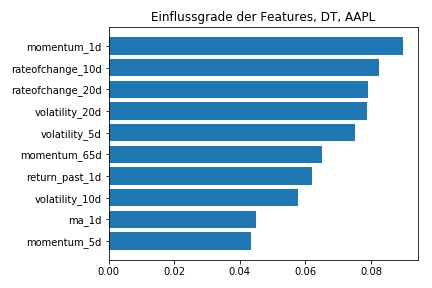 Einflussgrade der Features, DT, AAPL
momentum_1d
rateofchange_10d
rateofchange_20d
volatility_20d
volatility_5d
momentum_65d
return_past_1d
volatility_10d
ma_1d
momentum_5d
0.00 0.02 0.04 0.06 0.08